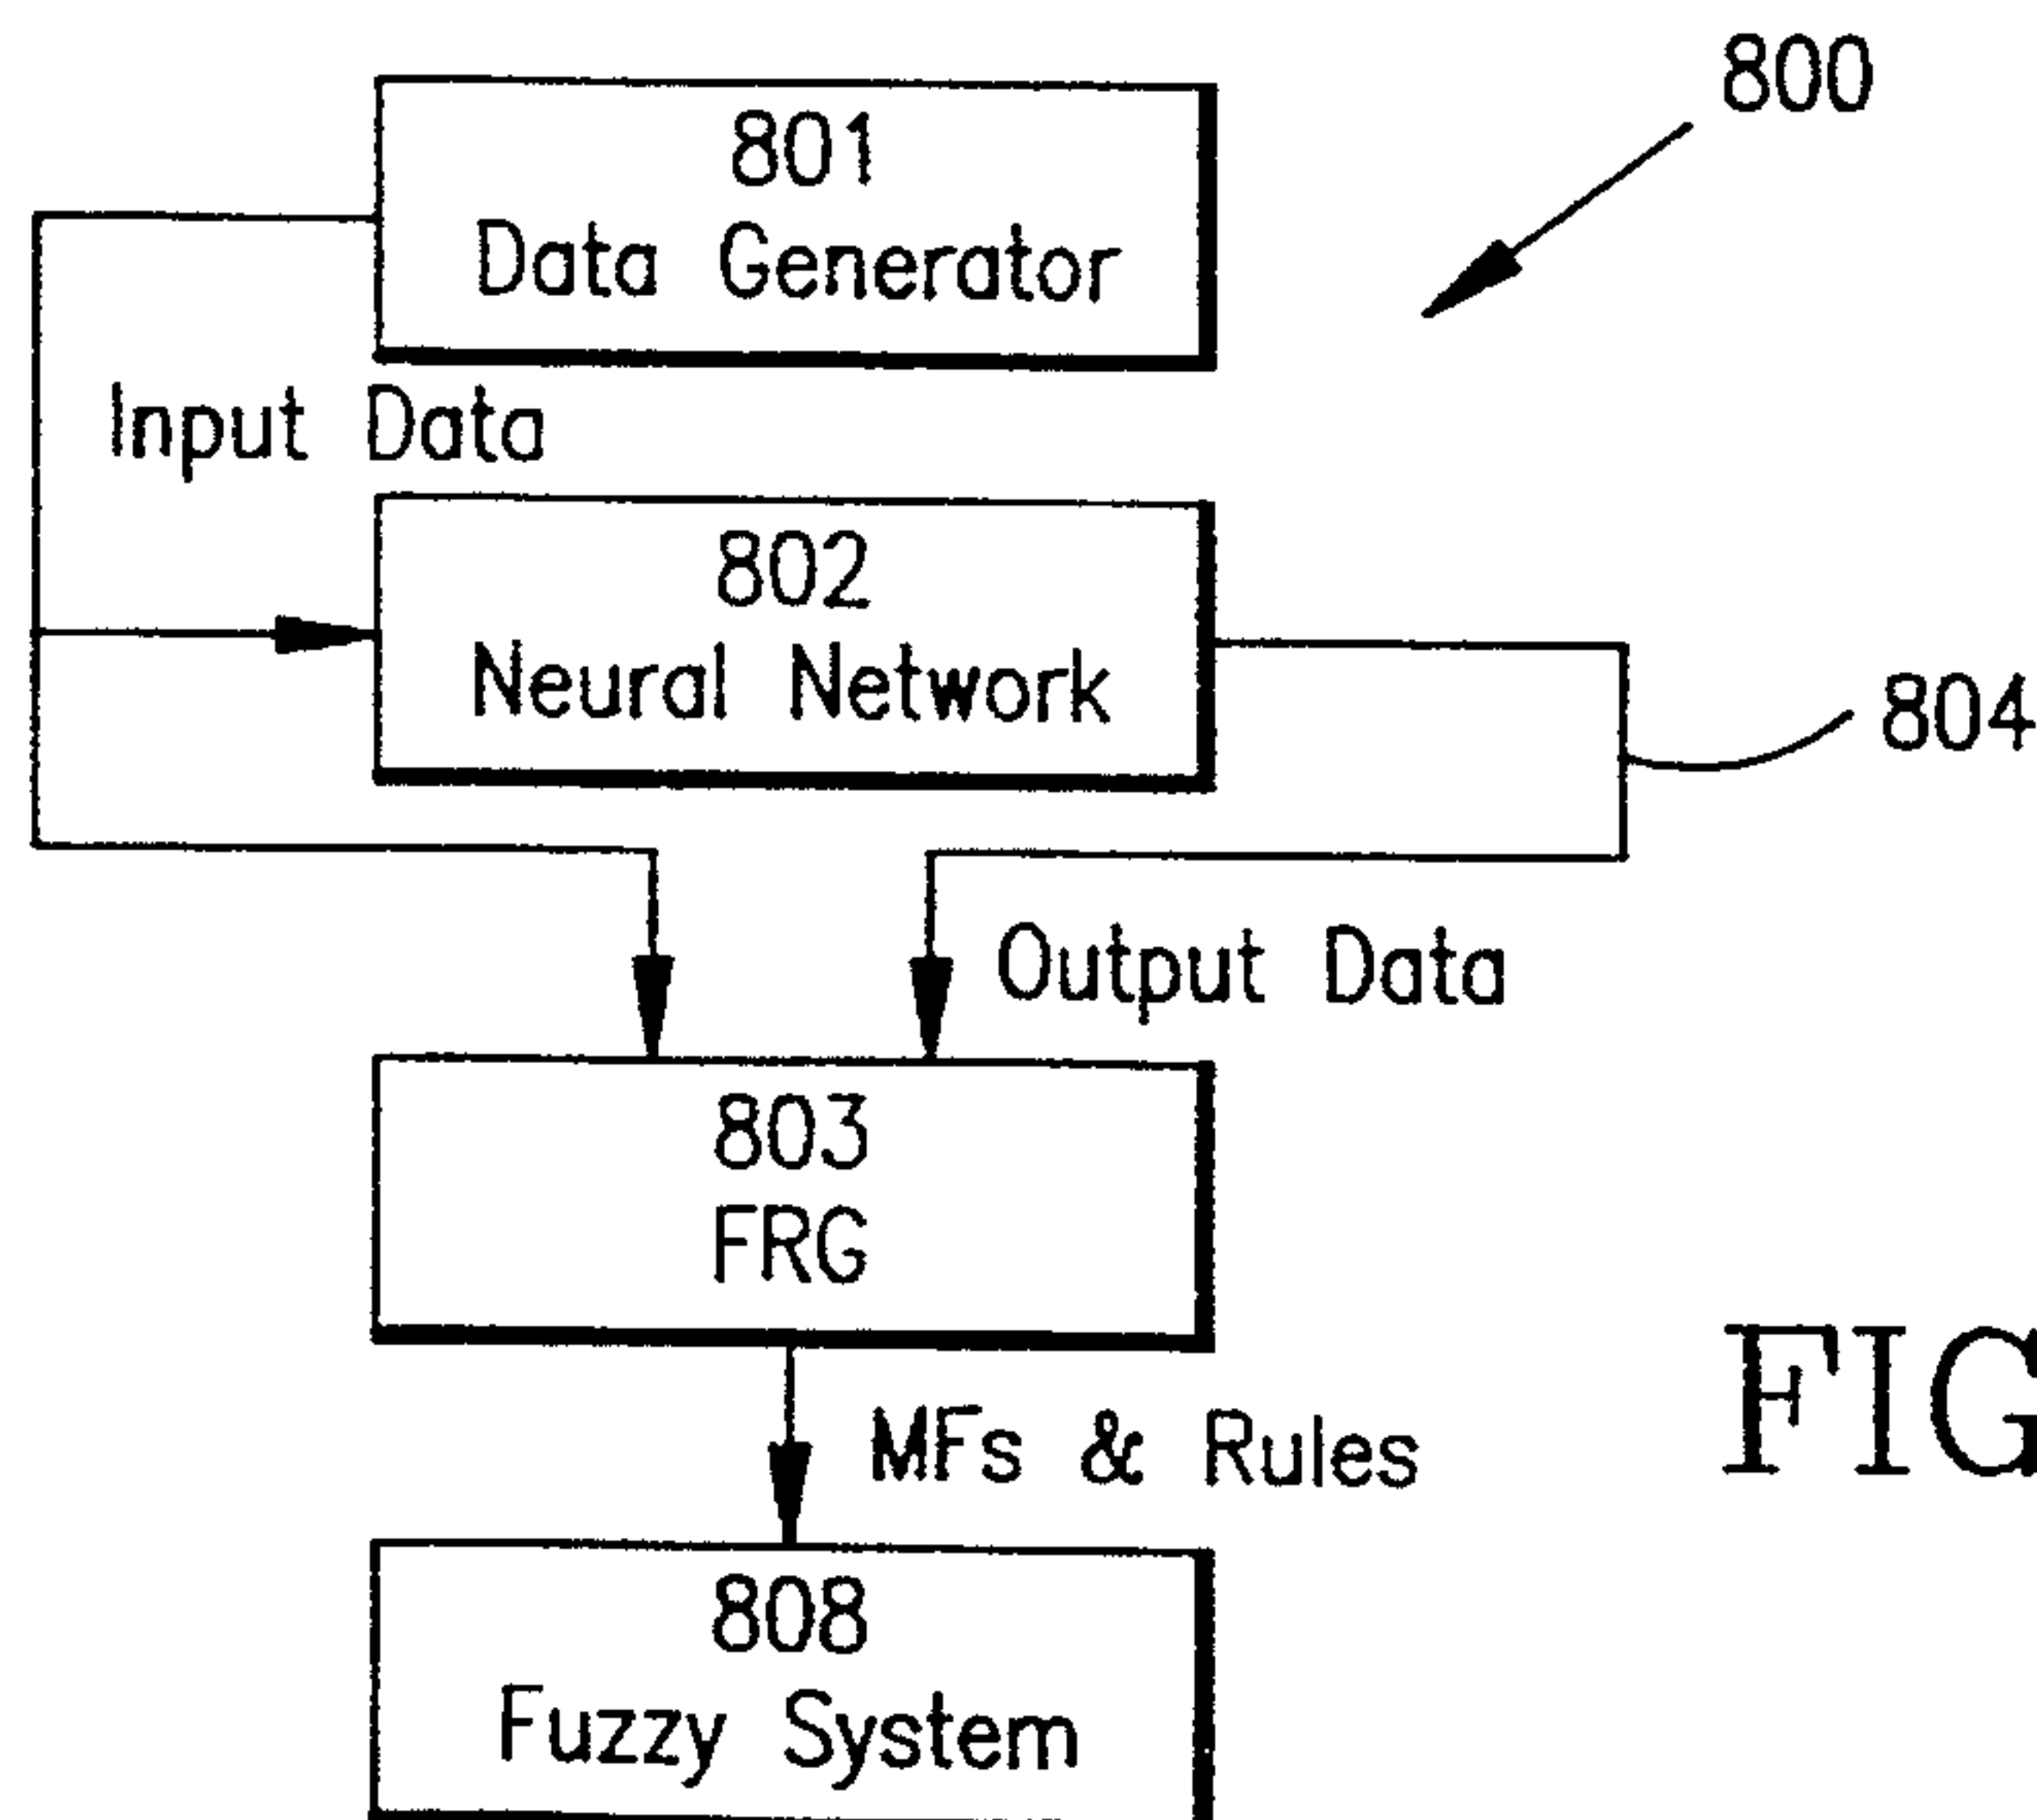 800
801
Data Generator
Input Data
802
Neural Network
804
Output Data
803
FRG
FIG
MFs & Rules
808
Fuzzy System